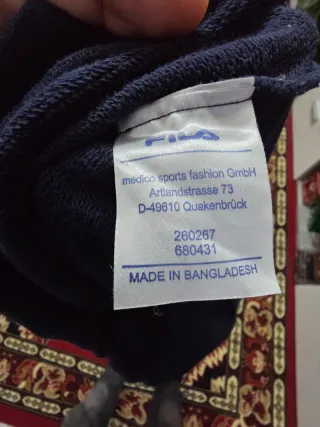 FILA
medico sports fashion GmbH
Artlandstrasse 73
D-49610 Quakenbrück
260267
680431
MADE IN BANGLADESH